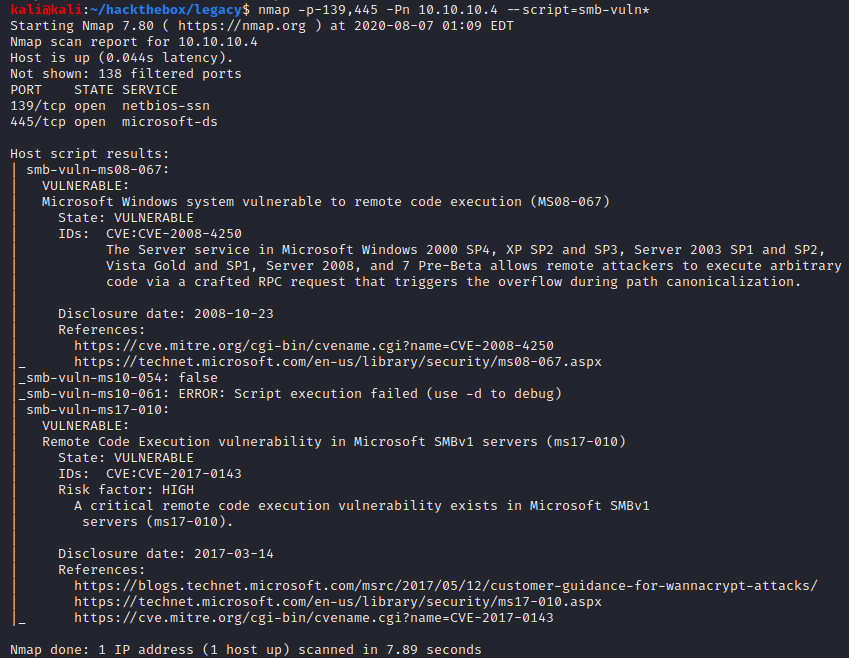 kali@kali:~/hackthebox/legacy$ nmap -p-139,445 -Pn 10.10.10.4 --script=smb-vuln*
Starting Nmap 7.80 ( https://nmap.org ) at 2020-08-07 01:09 EDT
Nmap scan report for 10.10.10.4
Host is up (0.044s latency).
Not shown: 138 filtered ports
PORT    STATE SERVICE
139/tcp open  netbios-ssn
445/tcp open  microsoft-ds

Host script results:
| smb-vuln-ms08-067:
|   VULNERABLE:
|   Microsoft Windows system vulnerable to remote code execution (MS08-067)
|     State: VULNERABLE
|     IDs:  CVE:CVE-2008-4250
|           The Server service in Microsoft Windows 2000 SP4, XP SP2 and SP3, Server 2003 SP1 and SP2,
|           Vista Gold and SP1, Server 2008, and 7 Pre-Beta allows remote attackers to execute arbitrary
|           code via a crafted RPC request that triggers the overflow during path canonicalization.
|
|     Disclosure date: 2008-10-23
|     References:
|       https://cve.mitre.org/cgi-bin/cvename.cgi?name=CVE-2008-4250
|_      https://technet.microsoft.com/en-us/library/security/ms08-067.aspx
|_smb-vuln-ms10-054: false
|_smb-vuln-ms10-061: ERROR: Script execution failed (use -d to debug)
| smb-vuln-ms17-010:
|   VULNERABLE:
|   Remote Code Execution vulnerability in Microsoft SMBv1 servers (ms17-010)
|     State: VULNERABLE
|     IDs:  CVE:CVE-2017-0143
|     Risk factor: HIGH
|       A critical remote code execution vulnerability exists in Microsoft SMBv1
|        servers (ms17-010).
|
|     Disclosure date: 2017-03-14
|     References:
|       https://blogs.technet.microsoft.com/msrc/2017/05/12/customer-guidance-for-wannacrypt-attacks/
|       https://technet.microsoft.com/en-us/library/security/ms17-010.aspx
|_      https://cve.mitre.org/cgi-bin/cvename.cgi?name=CVE-2017-0143

Nmap done: 1 IP address (1 host up) scanned in 7.89 seconds